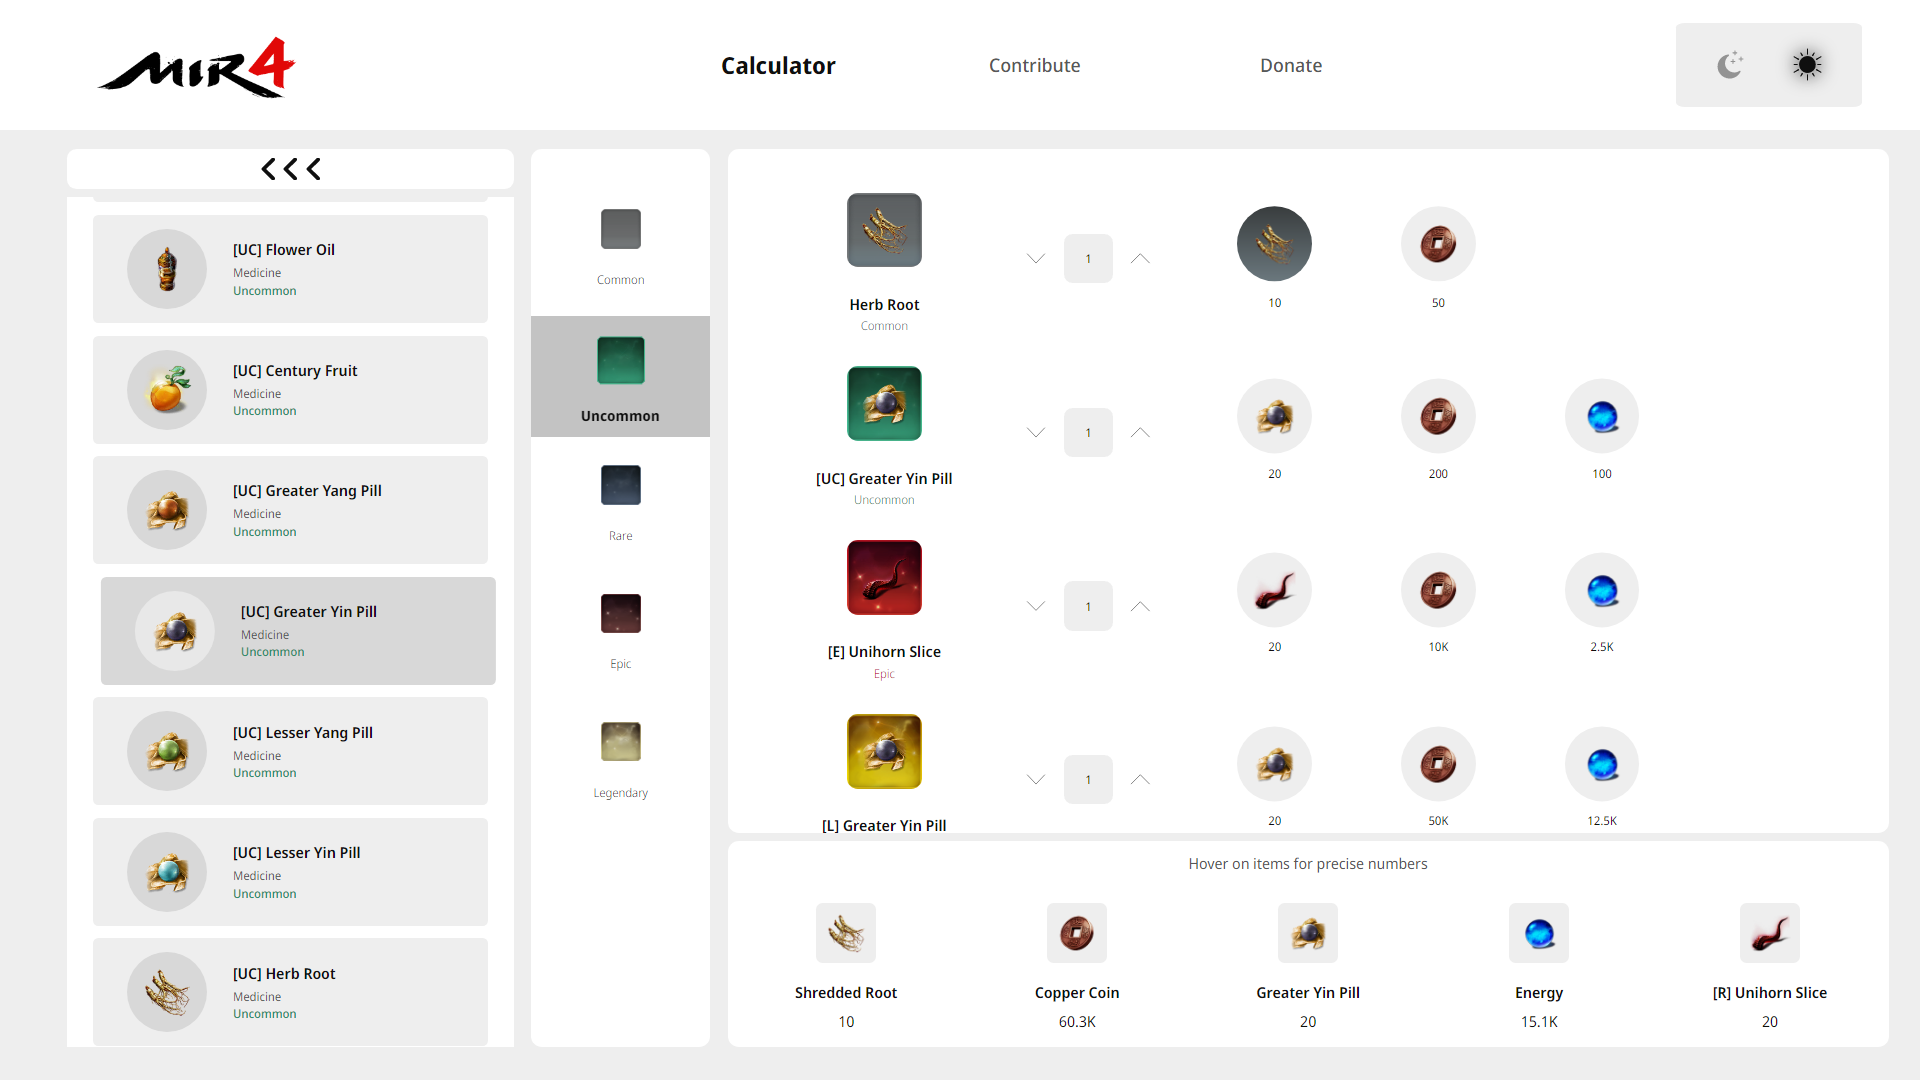 MIR4
Calculator
Contribute
Donate
[UC] Flower Oil
Medicine
Uncommon
[UC] Century Fruit
Medicine
Uncommon
[UC] Greater Yang Pill
Medicine
Uncommon
[UC] Greater Yin Pill
Medicine
Uncommon
[UC] Lesser Yang Pill
Medicine
Uncommon
[UC] Lesser Yin Pill
Medicine
Uncommon
[UC] Herb Root
Medicine
Uncommon
Common
Uncommon
Rare
Epic
Legendary
Herb Root
Common
1
10
50
[UC] Greater Yin Pill
Uncommon
1
20
200
100
[E] Unihorn Slice
Epic
1
20
10K
2.5K
[L] Greater Yin Pill
1
20
50K
12.5K
Hover on items for precise numbers
Shredded Root
10
Copper Coin
60.3K
Greater Yin Pill
20
Energy
15.1K
[R] Unihorn Slice
20